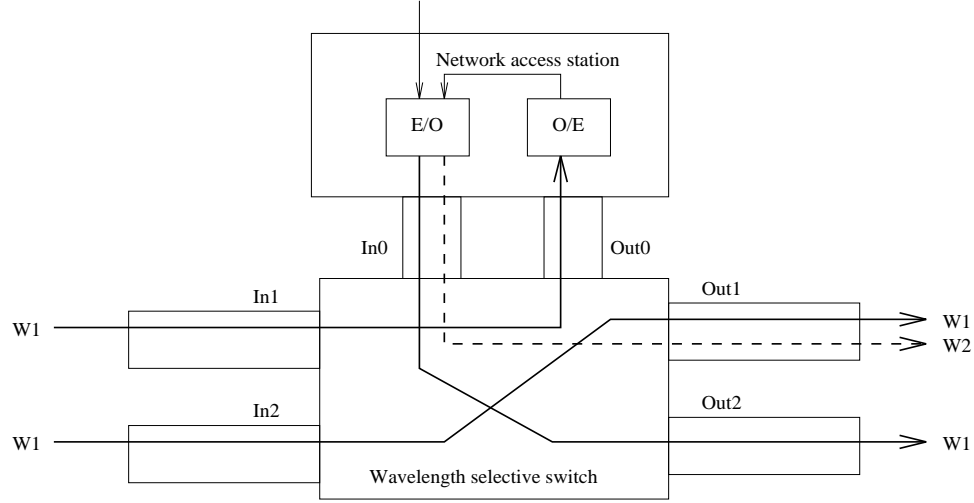 Network access station
E/O
O/E
In0
Out0
In1
Out1
W1
W1
W2
In2
Out2
W1
W1
Wavelength selective switch